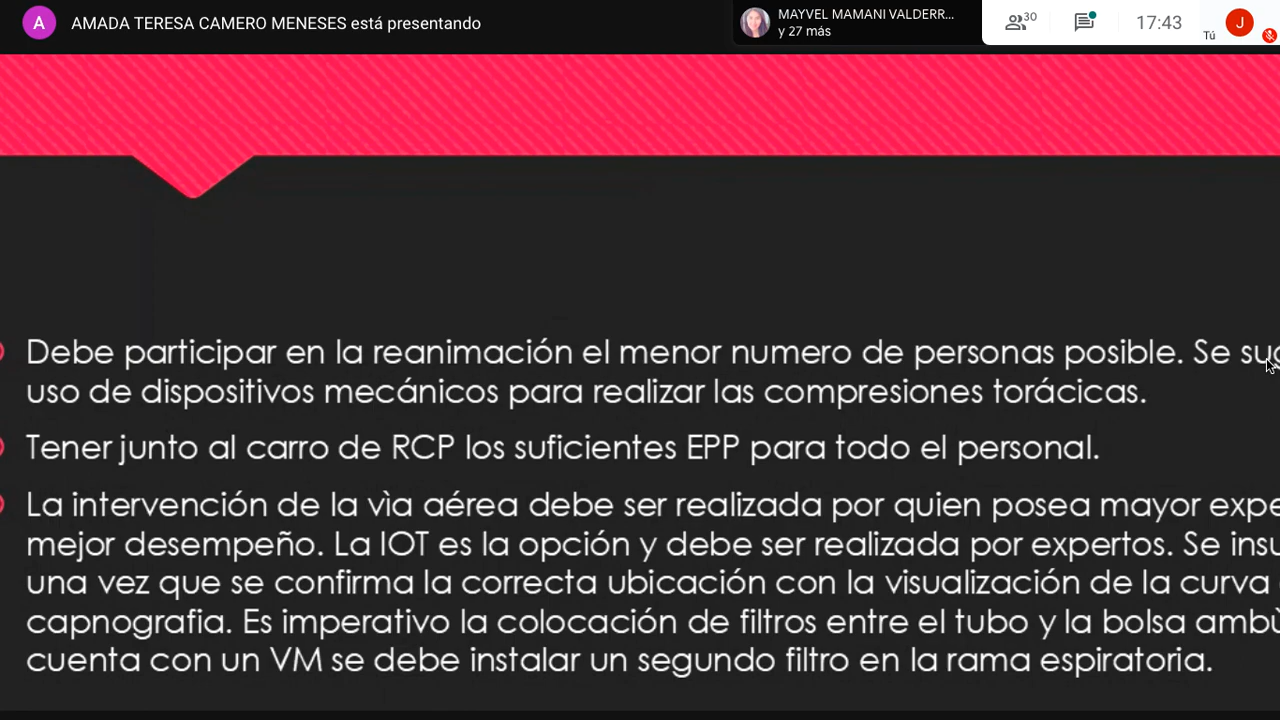 A
AMADA TERESA CAMERO MENESES está presentando
MAYVEL MAMANI VALDERR...
y 27 más
30
17:43
Tú
J
Debe participar en la reanimación el menor numero de personas posible. Se
uso de dispositivos mecánicos para realizar las compresiones torácicas.
Tener junto al carro de RCP los suficientes EPP para todo el personal.
La intervención de la vìa aérea debe ser realizada por quien posea mayor
mejor desempeño. La IOT es la opción y debe ser realizada por expertos. Se
una vez que se confirma la correcta ubicación con la visualización de la curva
capnografia. Es imperativo la colocación de filtros entre el tubo y la bolsa
cuenta con un VM se debe instalar un segundo filtro en la rama espiratoria.